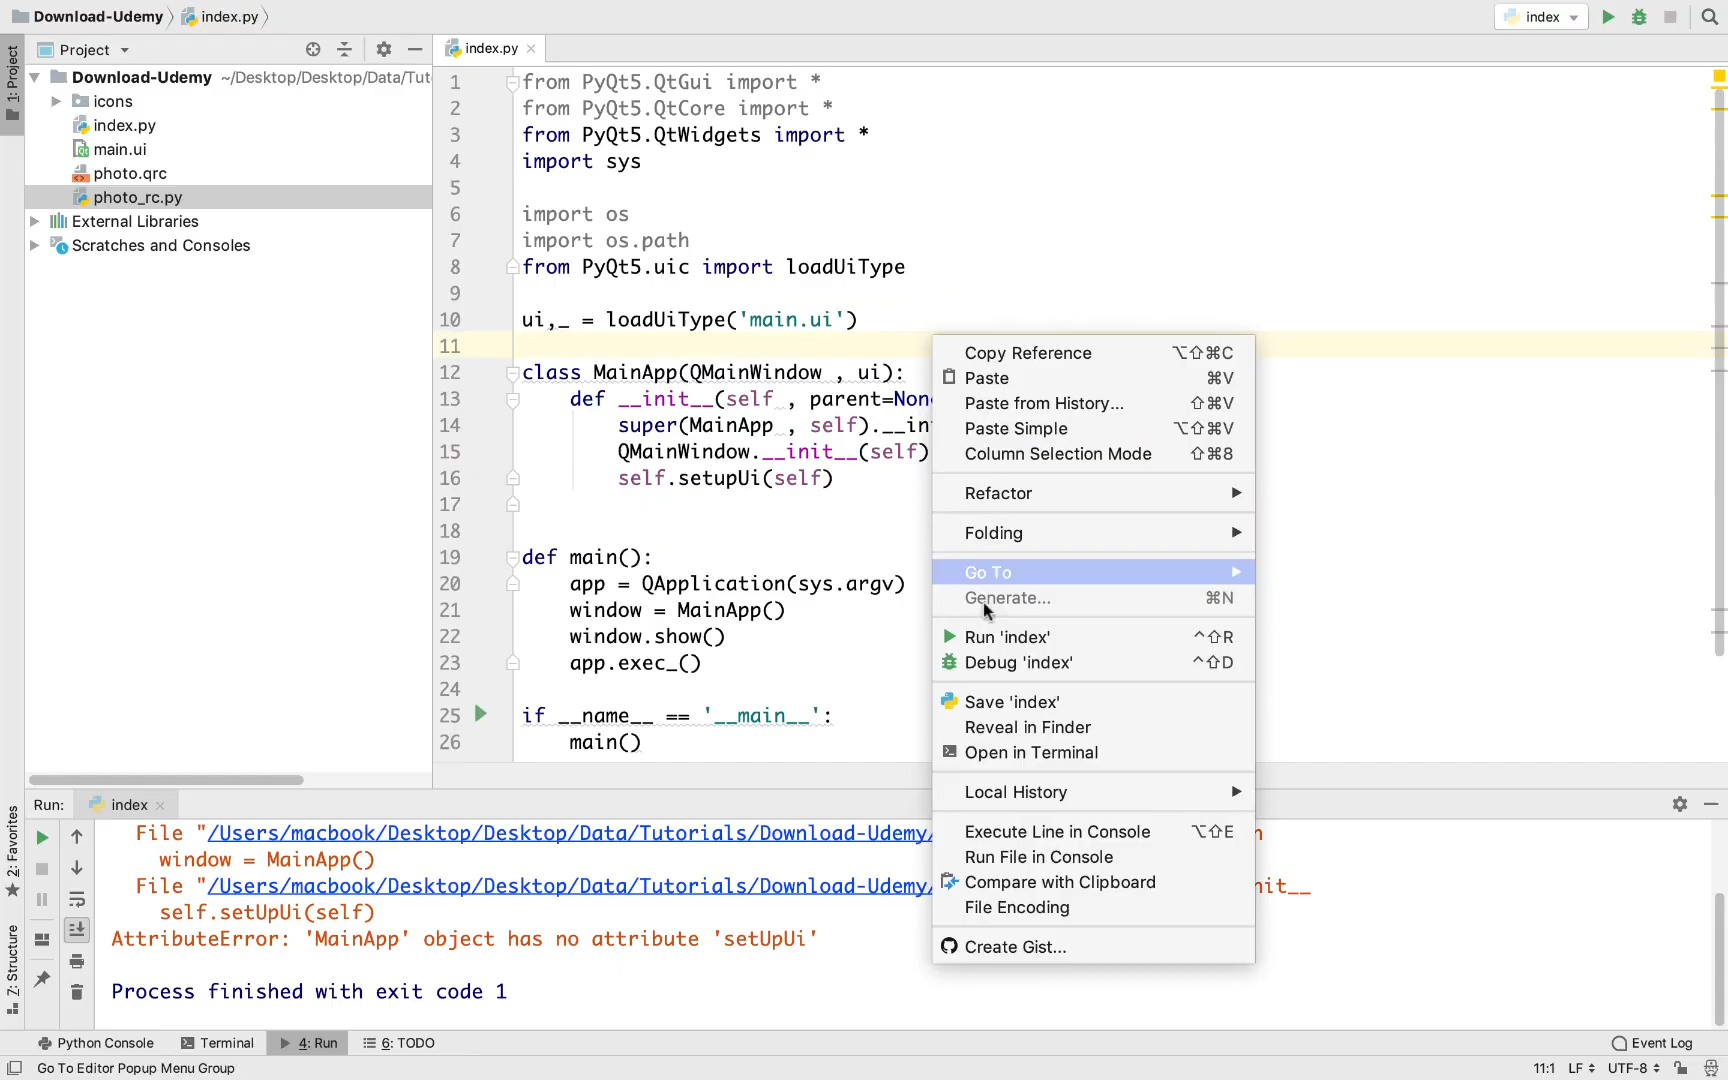 Download-Udemy
index.py
index
Project
index.py
1: Project
Download-Udemy ~/Desktop/Desktop/Data/Tut
icons
index.py
main.ui
photo.qrc
photo_rc.py
External Libraries
Scratches and Consoles
1 from PyQt5.QtGui import *
2 from PyQt5.QtCore import *
3 from PyQt5.QtWidgets import *
4 import sys
5
6 import os
7 import os.path
8 from PyQt5.uic import loadUiType
9
10 ui,_ = loadUiType('main.ui')
11
12 class MainApp(QMainWindow , ui):
13 def __init__(self , parent=Non
14 super(MainApp , self).__in
15 QMainWindow.__init__(self)
16 self.setupUi(self)
17
18
19 def main():
20 app = QApplication(sys.argv)
21 window = MainApp()
22 window.show()
23 app.exec_()
24
25 if __name__ == '__main__':
26 main()
Copy Reference ⌥⇧⌘C
Paste ⌘V
Paste from History... ⇧⌘V
Paste Simple ⌥⇧⌘V
Column Selection Mode ⇧⌘8
Refactor
Folding
Go To
Generate... ⌘N
Run 'index' ^⇧R
Debug 'index' ^⇧D
Save 'index'
Reveal in Finder
Open in Terminal
Local History
Execute Line in Console ⌥⇧E
Run File in Console
Compare with Clipboard
File Encoding
Create Gist...
2: Favorites
Z: Structure
Run: index
File "/Users/macbook/Desktop/Desktop/Data/Tutorials/Download-Udemy/
window = MainApp()
File "/Users/macbook/Desktop/Desktop/Data/Tutorials/Download-Udemy/ nit__
self.setUpUi(self)
AttributeError: 'MainApp' object has no attribute 'setUpUi'
Process finished with exit code 1
Python Console
Terminal
4: Run
6: TODO
Event Log
Go To Editor Popup Menu Group
11:1 LF UTF-8